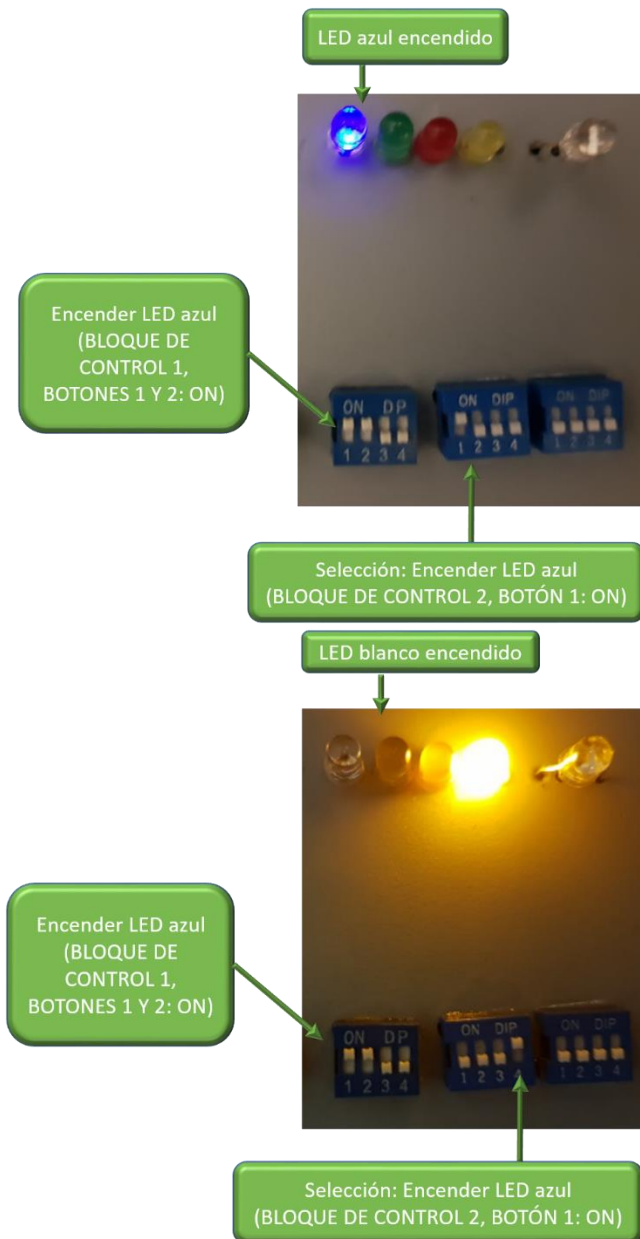 LED azul encendido
Encender LED azul
(BLOQUE DE
CONTROL 1,
BOTONES 1 Y 2: ON)
ON DP
1 2 3 4
ON DIP
1 2 3 4
ON DIP
1 2 3 4
Selección: Encender LED azul
(BLOQUE DE CONTROL 2, BOTÓN 1: ON)
LED blanco encendido
Encender LED azul
(BLOQUE DE
CONTROL 1,
BOTONES 1 Y 2: ON)
ON DP
1 2 3 4
ON DIP
1 2 3 4
ON DIP
1 2 3 4
Selección: Encender LED azul
(BLOQUE DE CONTROL 2, BOTÓN 1: ON)